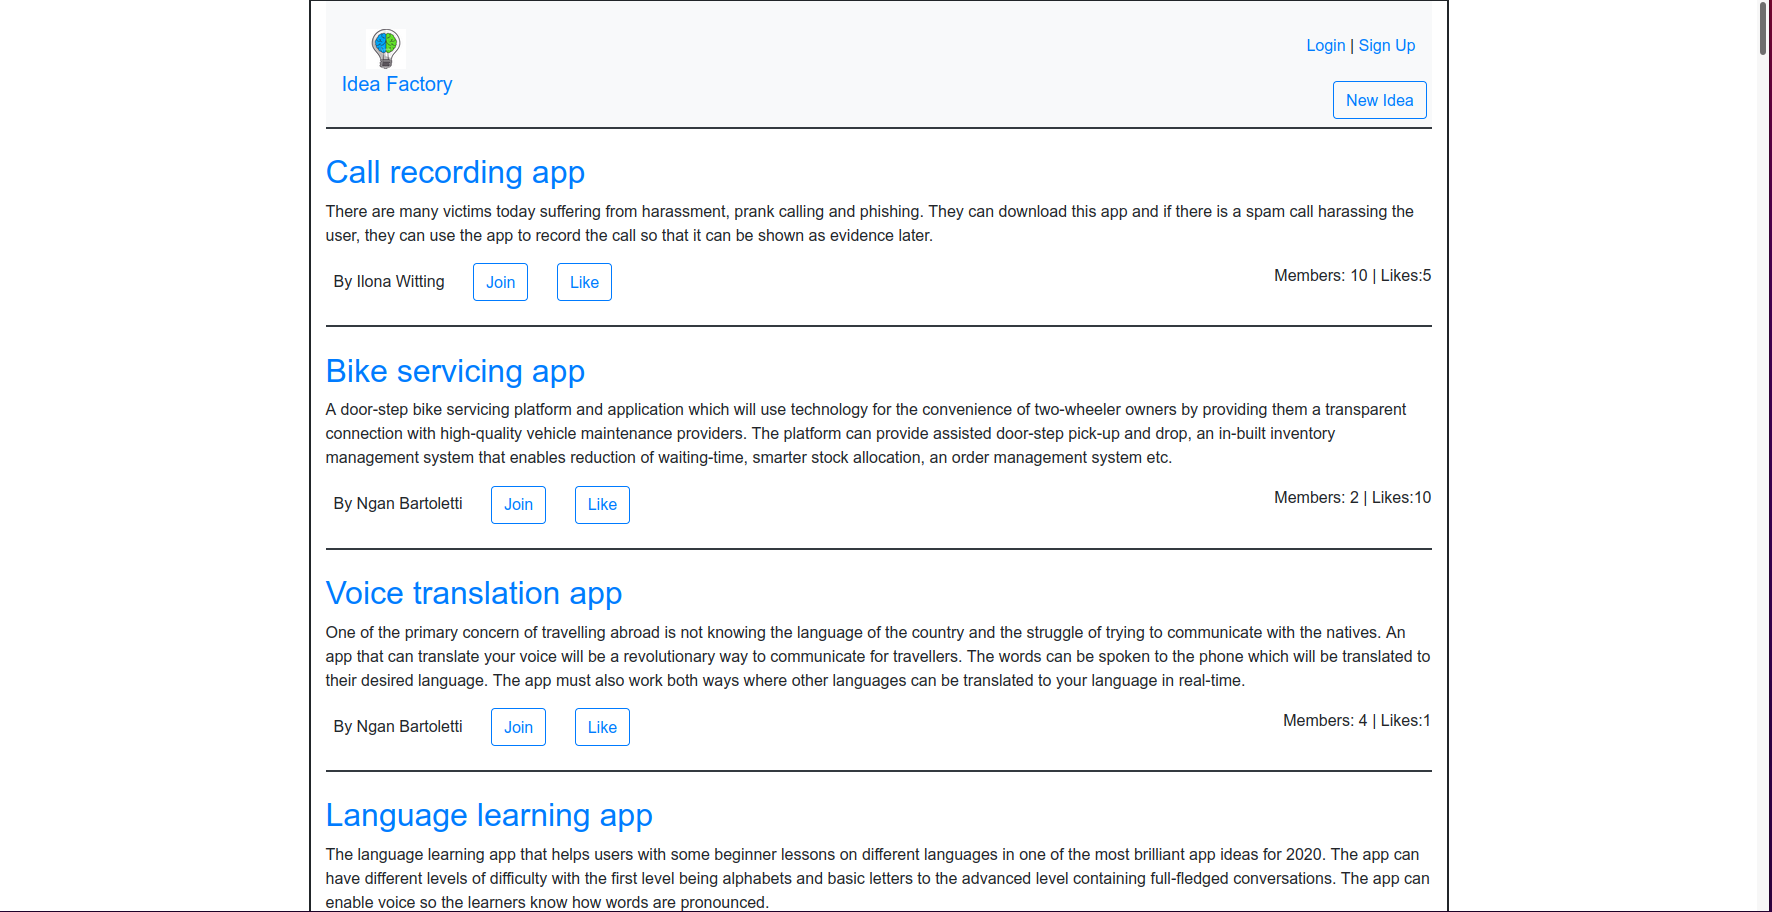 Login | Sign Up
Idea Factory
New Idea
Call recording app
There are many victims today suffering from harassment, prank calling and phishing. They can download this app and if there is a spam call harassing the
user, they can use the app to record the call so that it can be shown as evidence later.
By Ilona Witting Join Like Members: 10 | Likes:5
Bike servicing app
A door-step bike servicing platform and application which will use technology for the convenience of two-wheeler owners by providing them a transparent
connection with high-quality vehicle maintenance providers. The platform can provide assisted door-step pick-up and drop, an in-built inventory
management system that enables reduction of waiting-time, smarter stock allocation, an order management system etc.
By Ngan Bartoletti Join Like Members: 2 | Likes:10
Voice translation app
One of the primary concern of travelling abroad is not knowing the language of the country and the struggle of trying to communicate with the natives. An
app that can translate your voice will be a revolutionary way to communicate for travellers. The words can be spoken to the phone which will be translated to
their desired language. The app must also work both ways where other languages can be translated to your language in real-time.
By Ngan Bartoletti Join Like Members: 4 | Likes:1
Language learning app
The language learning app that helps users with some beginner lessons on different languages in one of the most brilliant app ideas for 2020. The app can
have different levels of difficulty with the first level being alphabets and basic letters to the advanced level containing full-fledged conversations. The app can
enable voice so the learners know how words are pronounced.